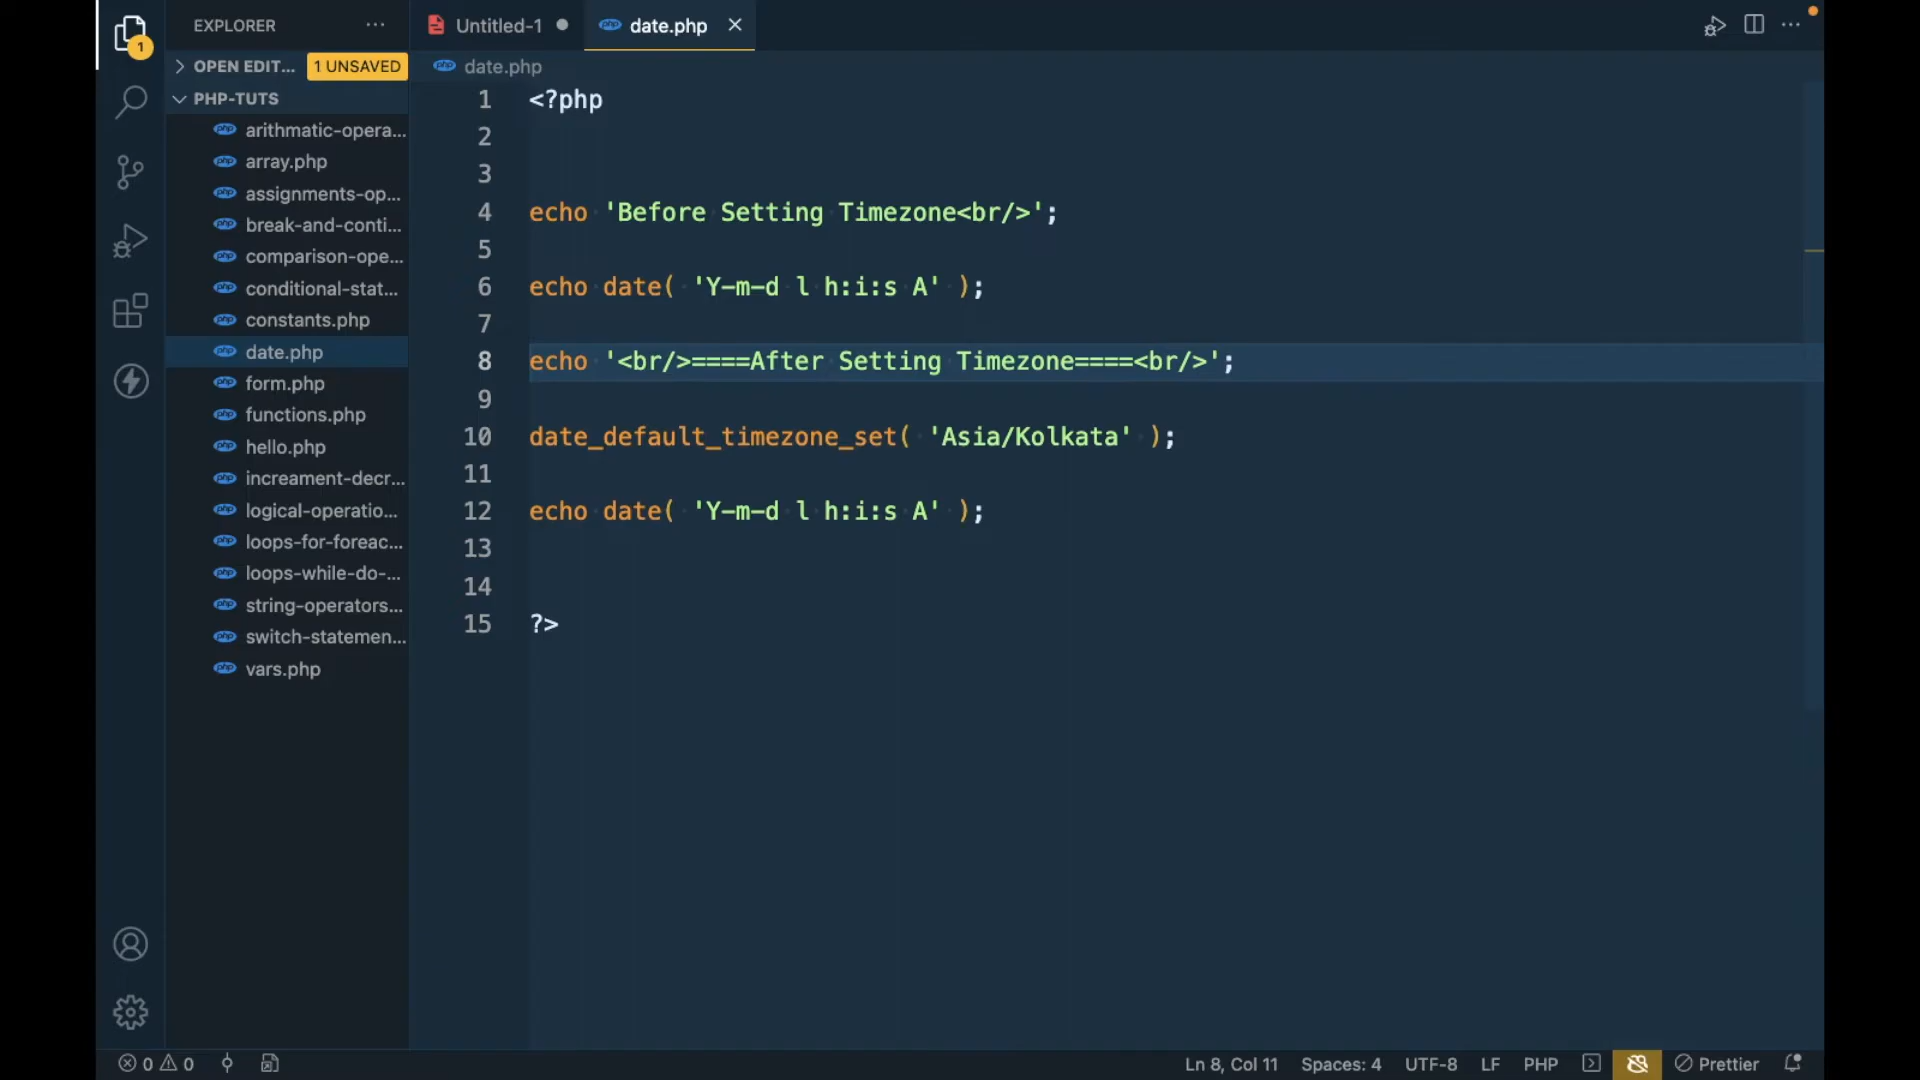 EXPLORER
Untitled-1
date.php
1
OPEN EDIT...
1 UNSAVED
date.php
PHP-TUTS
arithmatic-opera...
array.php
assignments-op...
break-and-conti...
comparison-ope...
conditional-stat...
constants.php
date.php
form.php
functions.php
hello.php
increament-decr...
logical-operatio...
loops-for-foreac...
loops-while-do-...
string-operators...
switch-statemen...
vars.php
1 <?php
2
3
4 echo 'Before Setting Timezone<br/>';
5
6 echo date( 'Y-m-d l h:i:s A' );
7
8 echo '<br/>====After Setting Timezone====<br/>';
9
10 date_default_timezone_set( 'Asia/Kolkata' );
11
12 echo date( 'Y-m-d l h:i:s A' );
13
14
15 ?>
0 0
Ln 8, Col 11 Spaces: 4 UTF-8 LF PHP Prettier